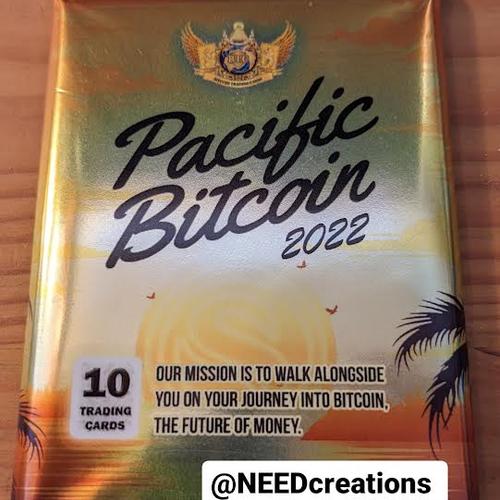 Pacific
Bitcoin
2022
10
TRADING
CARDS
OUR MISSION IS TO WALK ALONGSIDE
YOU ON YOUR JOURNEY INTO BITCOIN,
THE FUTURE OF MONEY.
@NEEDcreations